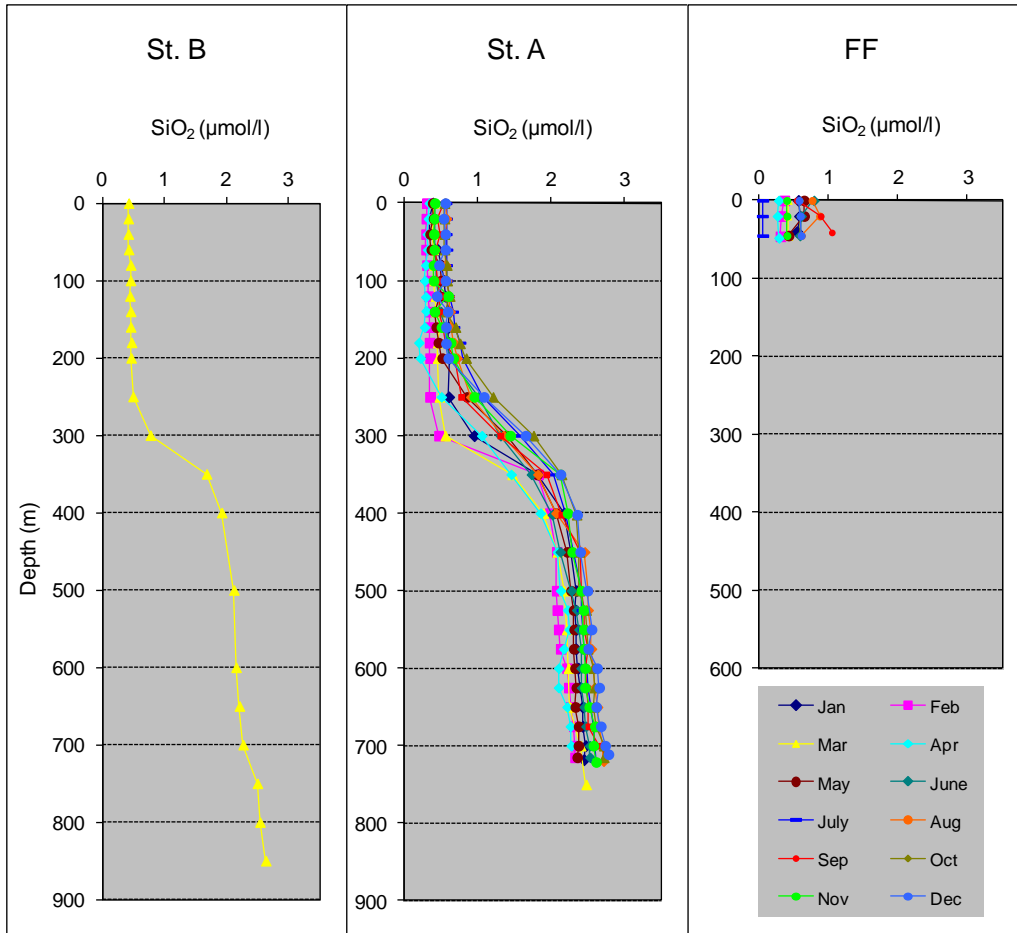 St. B
SiO2 (µmol/l)
0 1 2 3
0
100
200
300
400
500
600
700
800
900
Depth (m)
St. A
SiO2 (µmol/l)
0 1 2 3
0
100
200
300
400
500
600
700
800
900
FF
SiO2 (µmol/l)
0 1 2 3
0
100
200
300
400
500
600
Jan Feb
Mar Apr
May June
July Aug
Sep Oct
Nov Dec